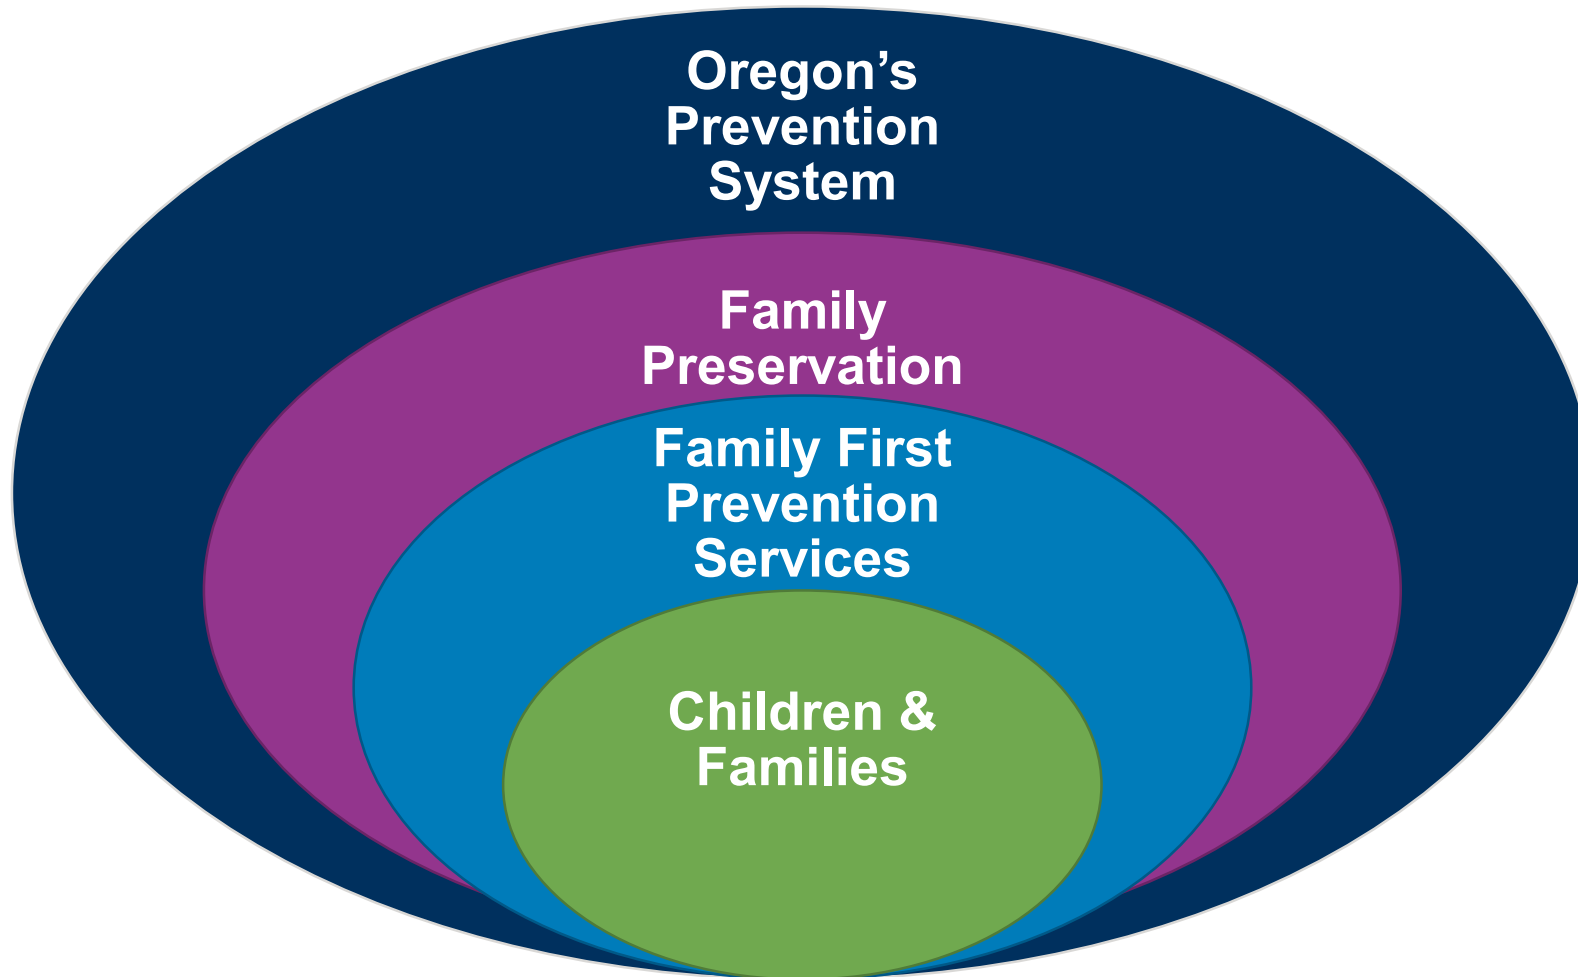 Oregon’s
Prevention
System
Family
Preservation
Family First
Prevention
Services
Children &
Families